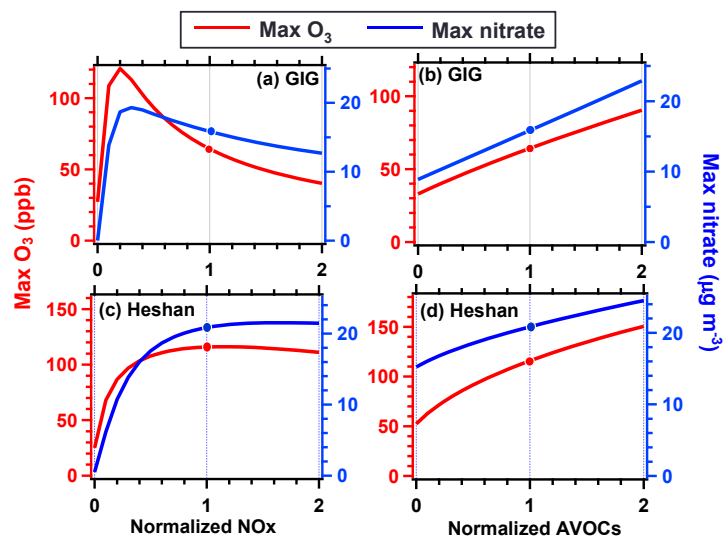 Max O₃ Max nitrate
(a) GIG
(b) GIG
100
50
0
20
10
0
100
50
0
20
10
0
0 1 2
0 1 2
(c) Heshan
(d) Heshan
150
100
50
0
20
10
0
150
100
50
0
20
10
0
0 1 2
0 1 2
Normalized NOx
Normalized AVOCs
Max O₃ (ppb)
Max nitrate (μg m⁻³)